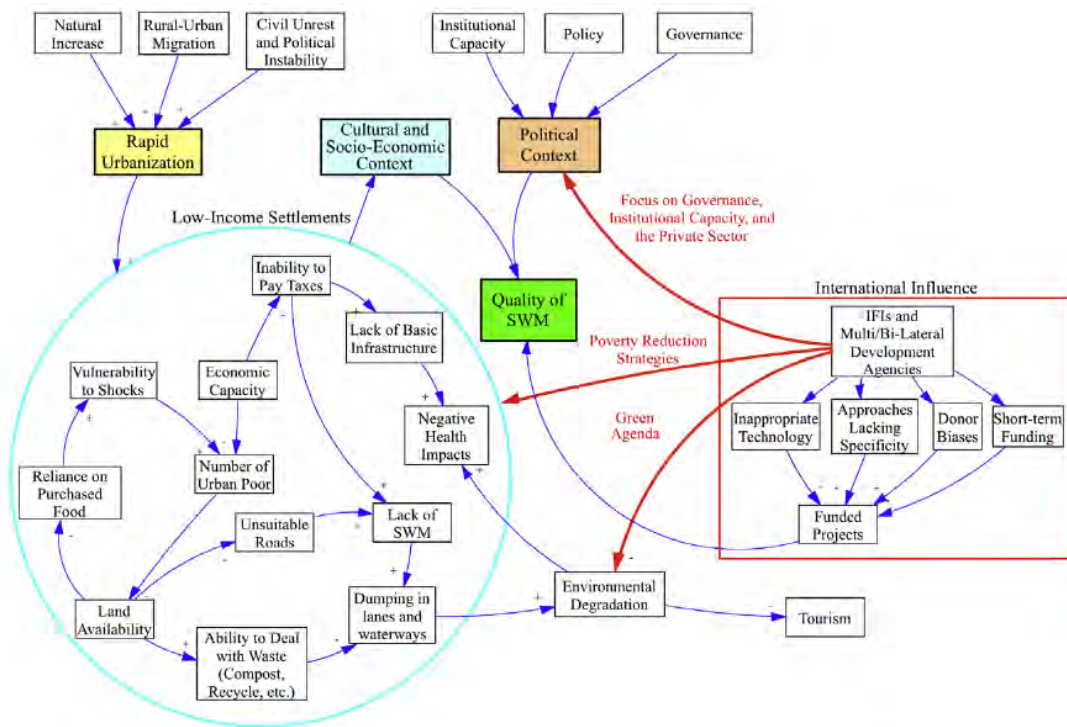 Natural
Increase
Rural-Urban
Migration
Civil Unrest
and Political
Instability
Institutional
Capacity
Policy
Governance
Rapid
Urbanization
Cultural and
Socio-Economic
Context
Political
Context
Focus on Governance,
Institutional Capacity, and
the Private Sector
Low-Income Settlements
Inability to
Pay Taxes
Quality of
SWM
International Influence
IFIs and
Multi/Bi-Lateral
Development
Agencies
Lack of Basic
Infrastructure
Poverty Reduction
Strategies
Vulnerability
to Shocks
Economic
Capacity
Negative
Health
Impacts
Green
Agenda
Inappropriate
Technology
Approaches
Lacking
Specificity
Donor
Biases
Short-term
Funding
Reliance on
Purchased
Food
Number of
Urban Poor
Unsuitable
Roads
Lack of
SWM
Funded
Projects
Land
Availability
Ability to Deal
with Waste
(Compost,
Recycle, etc.)
Dumping in
lanes and
waterways
Environmental
Degradation
Tourism